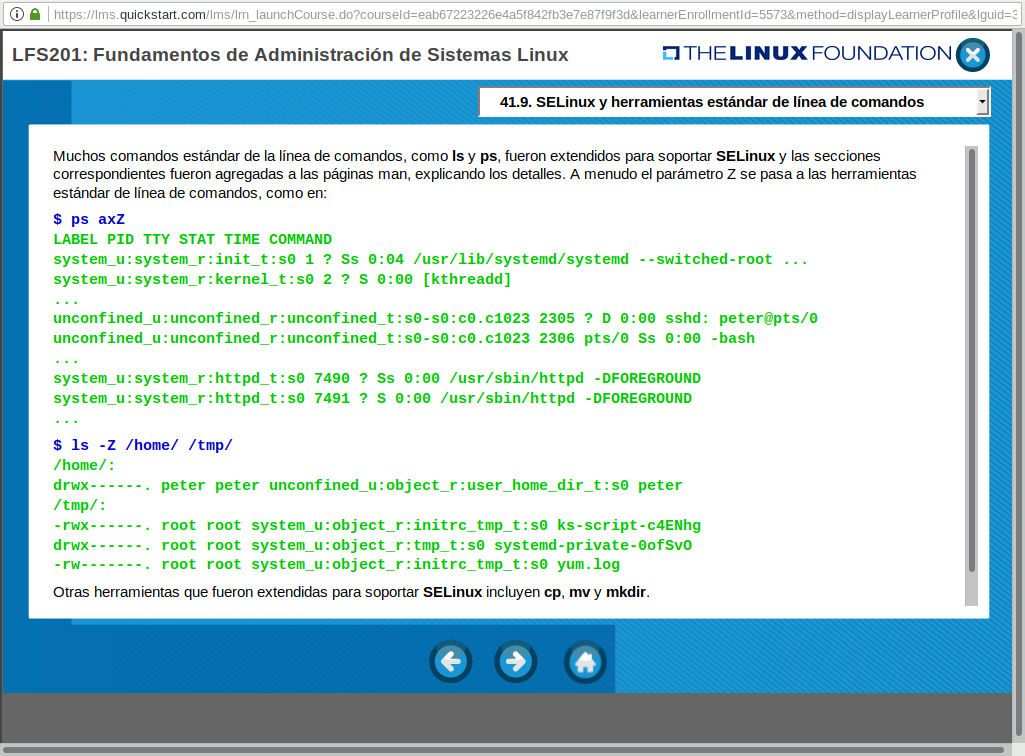 https://lms.quickstart.com/lms/lrn_launchCourse.do?courseId=eab67223226e4a5f842fb3e7e87f9f3d&learnerEnrollmentId=5573&method=displayLearnerProfile&lguid=3
LFS201: Fundamentos de Administración de Sistemas Linux
THE LINUX FOUNDATION
41.9. SELinux y herramientas estándar de línea de comandos
Muchos comandos estándar de la línea de comandos, como ls y ps, fueron extendidos para soportar SELinux y las secciones
correspondientes fueron agregadas a las páginas man, explicando los detalles. A menudo el parámetro Z se pasa a las herramientas
estándar de línea de comandos, como en:
$ ps axZ
LABEL PID TTY STAT TIME COMMAND
system_u:system_r:init_t:s0 1 ? Ss 0:04 /usr/lib/systemd/systemd --switched-root ...
system_u:system_r:kernel_t:s0 2 ? S 0:00 [kthreadd]
...
unconfined_u:unconfined_r:unconfined_t:s0-s0:c0.c1023 2305 ? D 0:00 sshd: peter@pts/0
unconfined_u:unconfined_r:unconfined_t:s0-s0:c0.c1023 2306 pts/0 Ss 0:00 -bash
...
system_u:system_r:httpd_t:s0 7490 ? Ss 0:00 /usr/sbin/httpd -DFOREGROUND
system_u:system_r:httpd_t:s0 7491 ? S 0:00 /usr/sbin/httpd -DFOREGROUND
...
$ ls -Z /home/ /tmp/
/home/:
drwx------. peter peter unconfined_u:object_r:user_home_dir_t:s0 peter
/tmp/:
-rwx------. root root system_u:object_r:initrc_tmp_t:s0 ks-script-c4ENhg
drwx------. root root system_u:object_r:tmp_t:s0 systemd-private-0ofSvO
-rw-------. root root system_u:object_r:initrc_tmp_t:s0 yum.log
Otras herramientas que fueron extendidas para soportar SELinux incluyen cp, mv y mkdir.